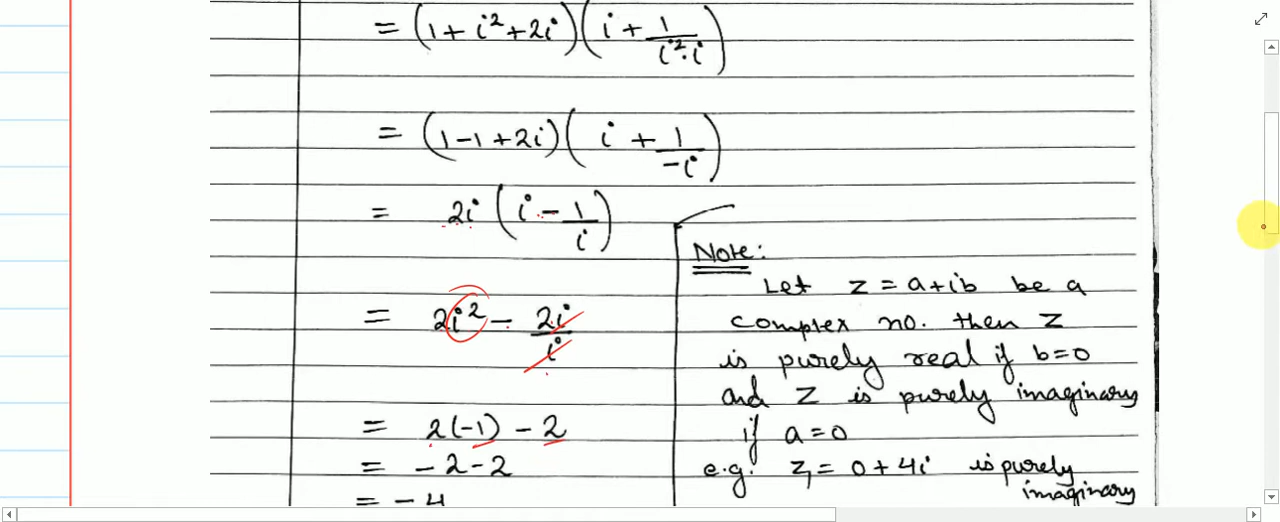 = (1 + i² + 2i) (i + 1/(i²·i))
= (1 - 1 + 2i) (i + 1/(-i))
= 2i (i - 1/i)
= 2i² - 2i/i
= 2(-1) - 2
= -2 - 2
= -4
Note:
Let z = a+ib be a
complex no. then z
is purely real if b=0
and z is purely imaginary
if a=0
e.g. z₁ = 0 + 4i is purely
imaginary